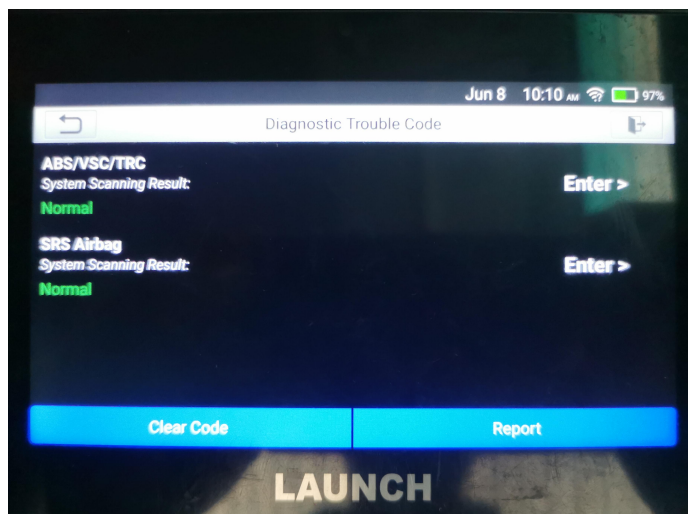 Jun 8 10:10 AM 97%
Diagnostic Trouble Code
ABS/VSC/TRC
System Scanning Result:
Enter >
Normal
SRS Airbag
System Scanning Result:
Enter >
Normal
Clear Code Report
LAUNCH